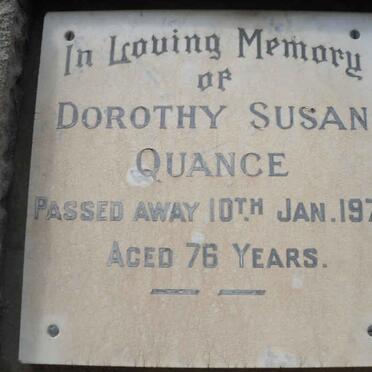 In Loving Memory
OF
DOROTHY SUSAN
QUANCE
PASSED AWAY 10TH JAN. 197
AGED 76 YEARS.